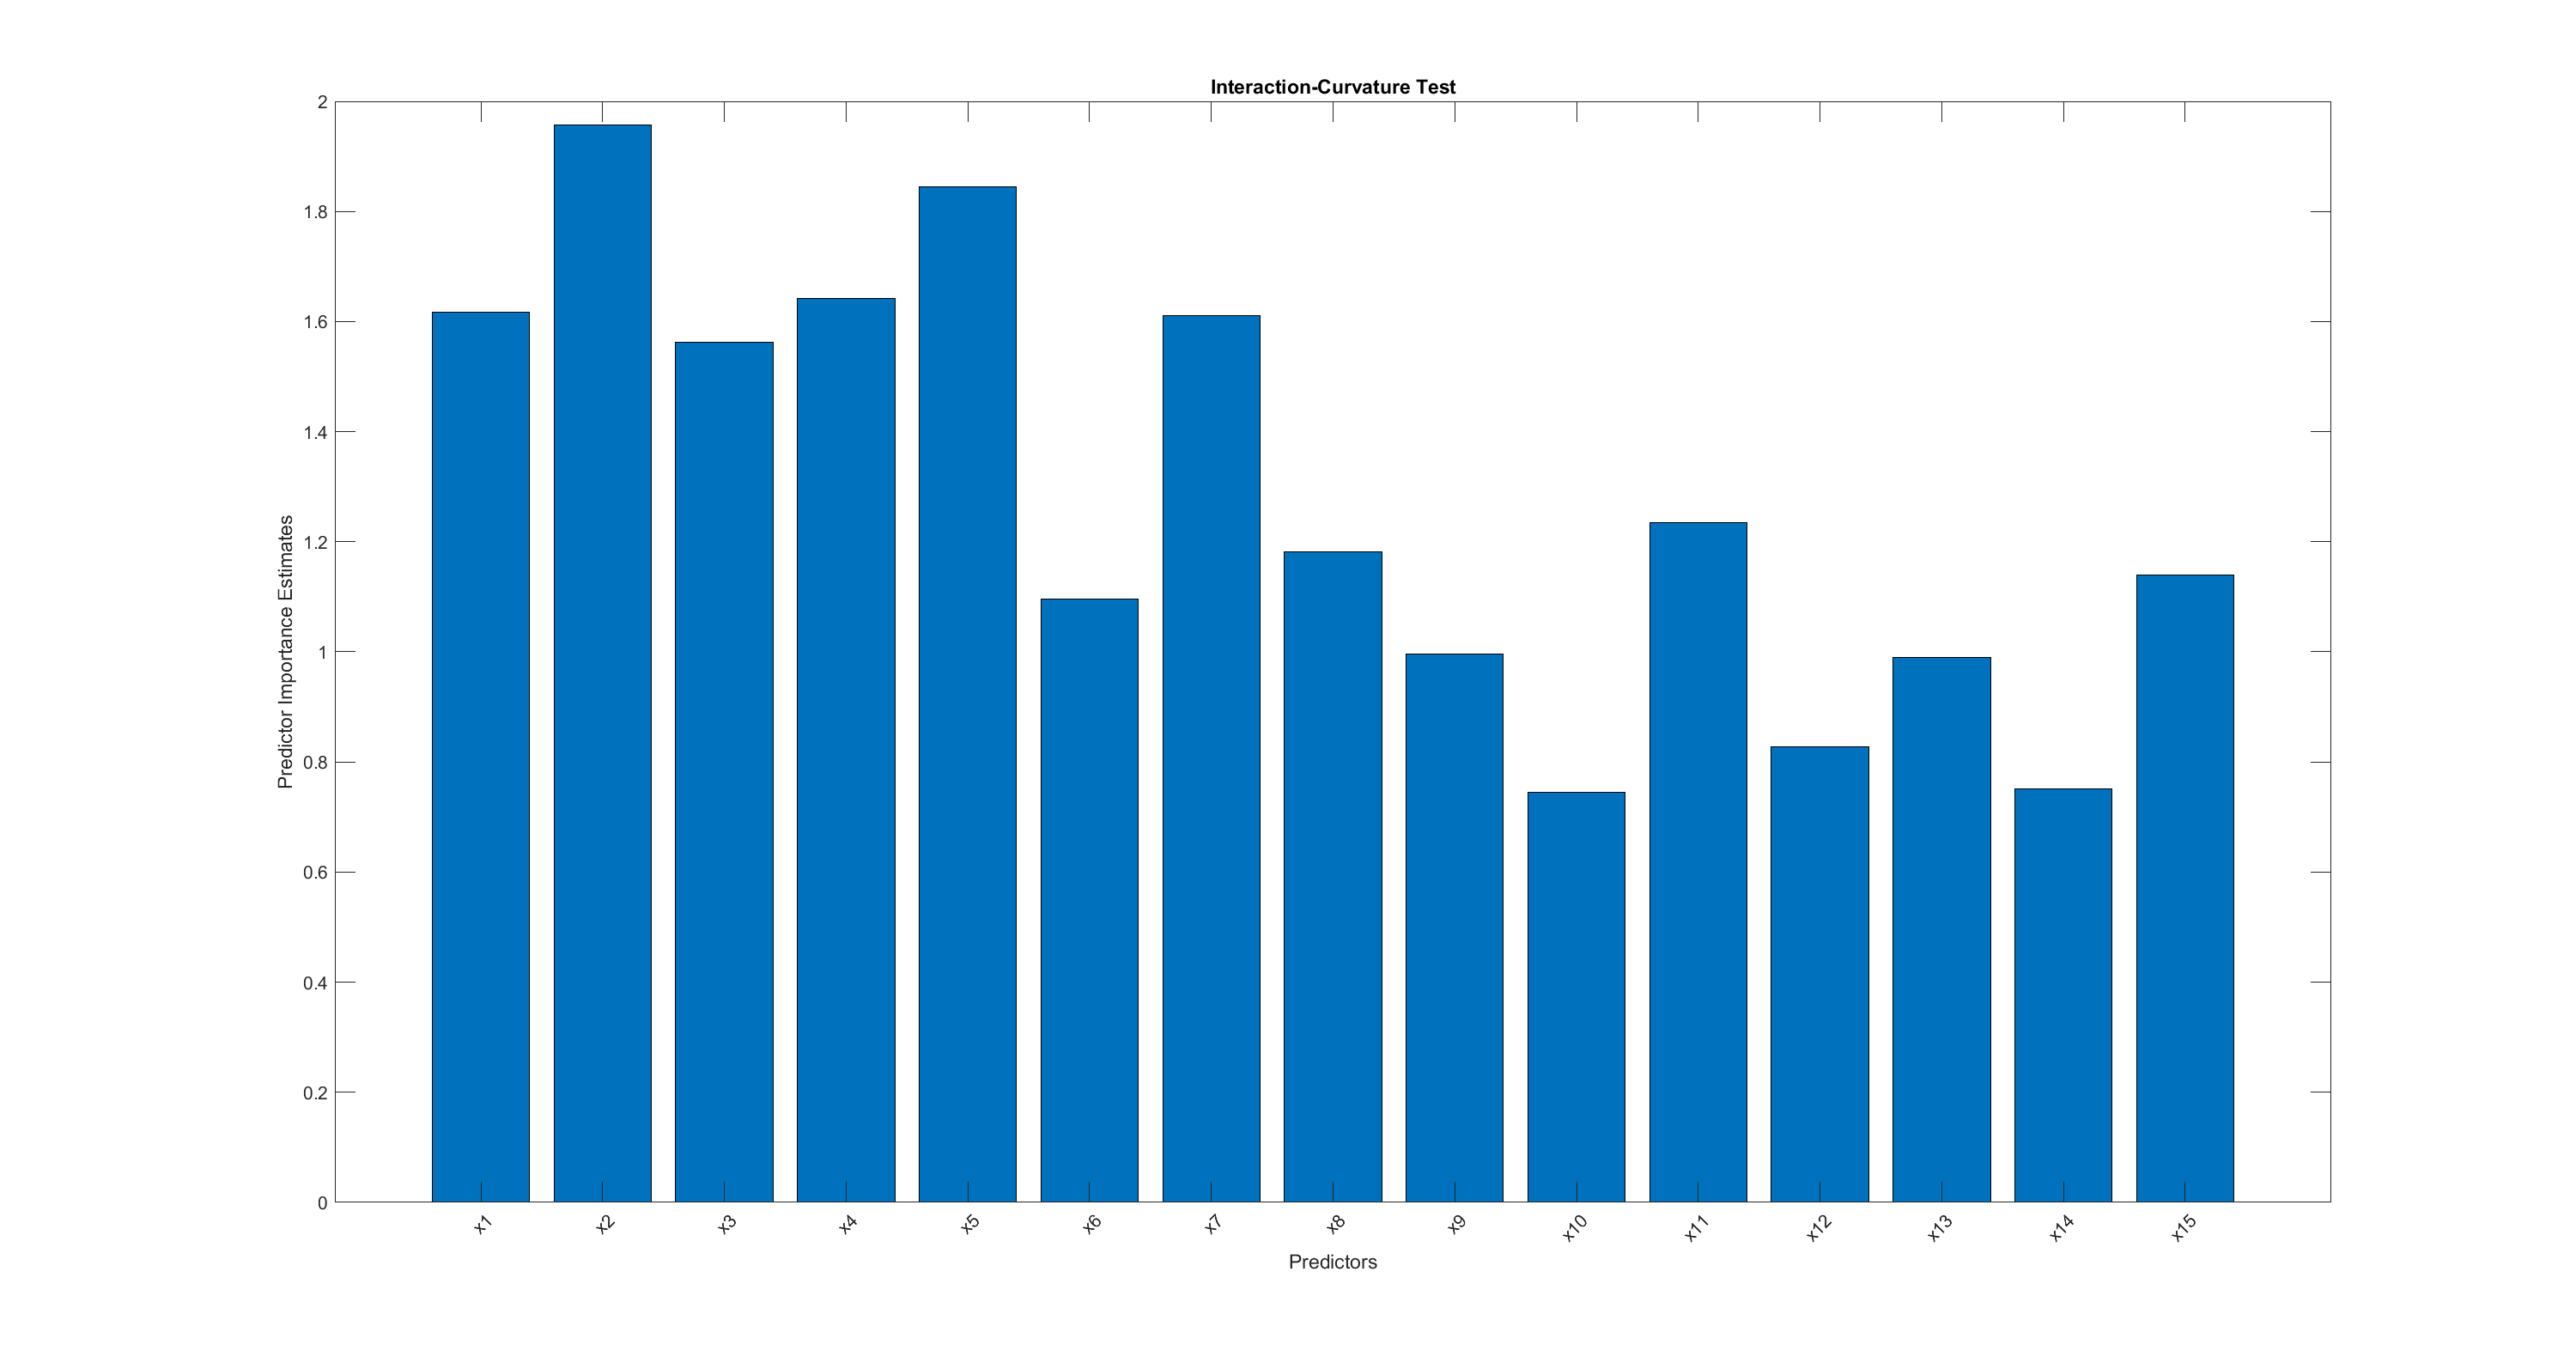 Interaction-Curvature Test
2
1.8
1.6
1.4
1.2
1
0.8
0.6
0.4
0.2
0
Predictor Importance Estimates
x1 x2 x3 x4 x5 x6 x7 x8 x9 x10 x11 x12 x13 x14 x15
Predictors